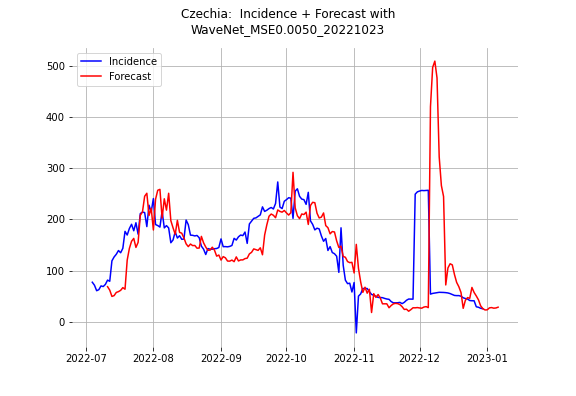 Czechia:  Incidence + Forecast with
WaveNet_MSE0.0050_20221023
Incidence
Forecast
500
400
300
200
100
0
2022-07 2022-08 2022-09 2022-10 2022-11 2022-12 2023-01